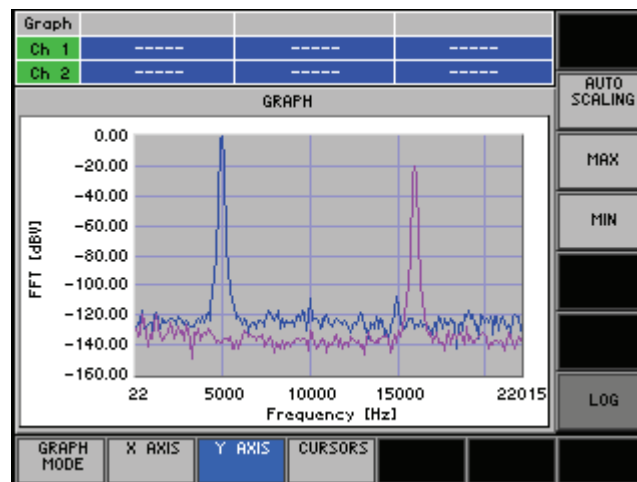 Graph
Ch 1 ----- ----- -----
Ch 2 ----- ----- -----
GRAPH
AUTO
SCALING
MAX
MIN
LOG
FFT [dBV]
0.00
-20.00
-40.00
-60.00
-80.00
-100.00
-120.00
-140.00
-160.00
22 5000 10000 15000 22015
Frequency [Hz]
GRAPH
MODE
X AXIS
Y AXIS
CURSORS